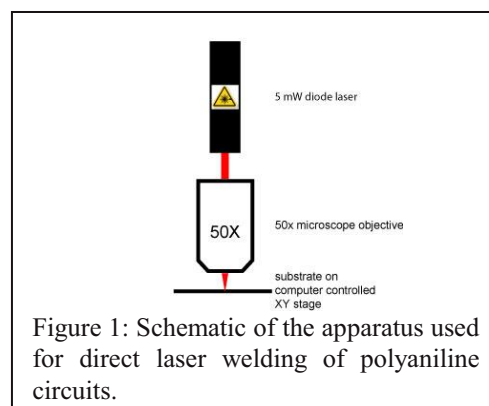 5 mW diode laser
50X
50x microscope objective
substrate on
computer controlled
XY stage
Figure 1: Schematic of the apparatus used
for direct laser welding of polyaniline
circuits.